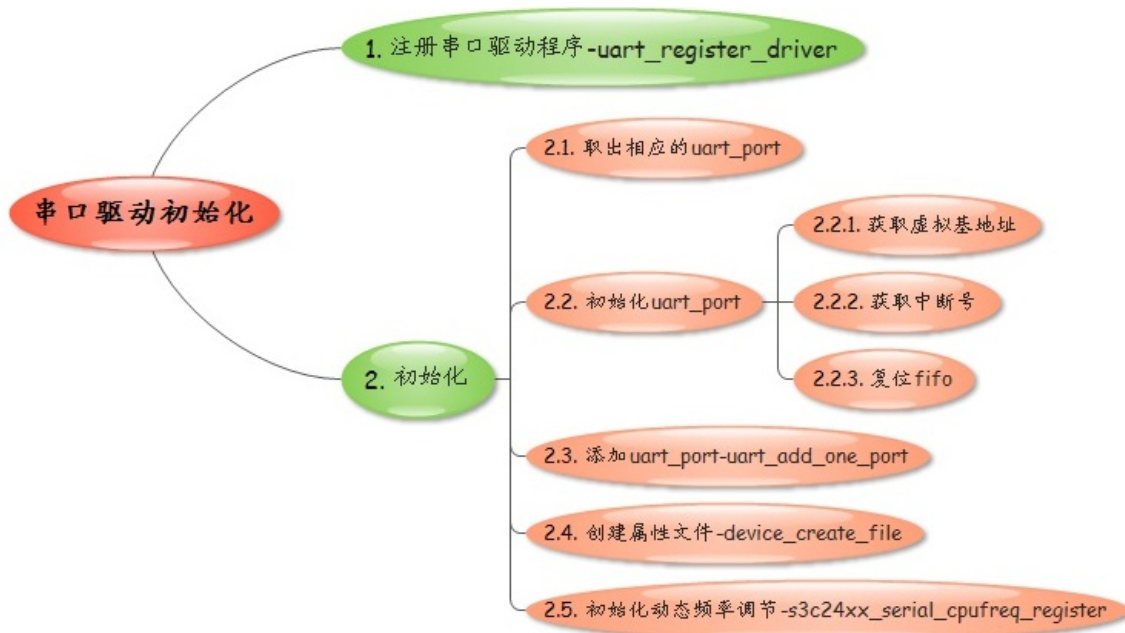 1. 注册串口驱动程序-uart_register_driver
串口驱动初始化
2. 初始化
2.1. 取出相应的uart_port
2.2. 初始化uart_port
2.2.1. 获取虚拟基地址
2.2.2. 获取中断号
2.2.3. 复位fifo
2.3. 添加uart_port-uart_add_one_port
2.4. 创建属性文件-device_create_file
2.5. 初始化动态频率调节-s3c24xx_serial_cpufreq_register